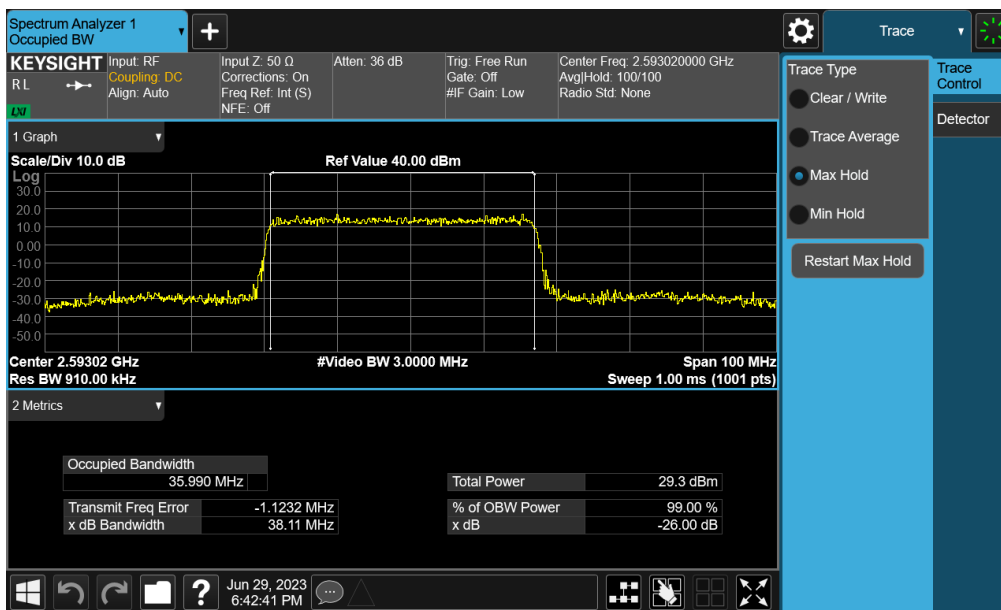 Spectrum Analyzer 1
Occupied BW
+
Trace
KEYSIGHT
R L
LXI
Input: RF
Coupling: DC
Align: Auto
Input Z: 50 Ω
Corrections: On
Freq Ref: Int (S)
NFE: Off
Atten: 36 dB
Trig: Free Run
Gate: Off
#IF Gain: Low
Center Freq: 2.593020000 GHz
Avg|Hold: 100/100
Radio Std: None
Trace Type
Clear / Write
Trace Average
Max Hold
Min Hold
Restart Max Hold
Trace
Control
Detector
1 Graph
Scale/Div 10.0 dB
Ref Value 40.00 dBm
Log
30.0
20.0
10.0
0.00
-10.0
-20.0
-30.0
-40.0
-50.0
Center 2.59302 GHz
#Video BW 3.0000 MHz
Span 100 MHz
Res BW 910.00 kHz
Sweep 1.00 ms (1001 pts)
2 Metrics
Occupied Bandwidth
35.990 MHz
Total Power 29.3 dBm
Transmit Freq Error -1.1232 MHz
% of OBW Power 99.00 %
x dB Bandwidth 38.11 MHz
x dB -26.00 dB
?
Jun 29, 2023
6:42:41 PM